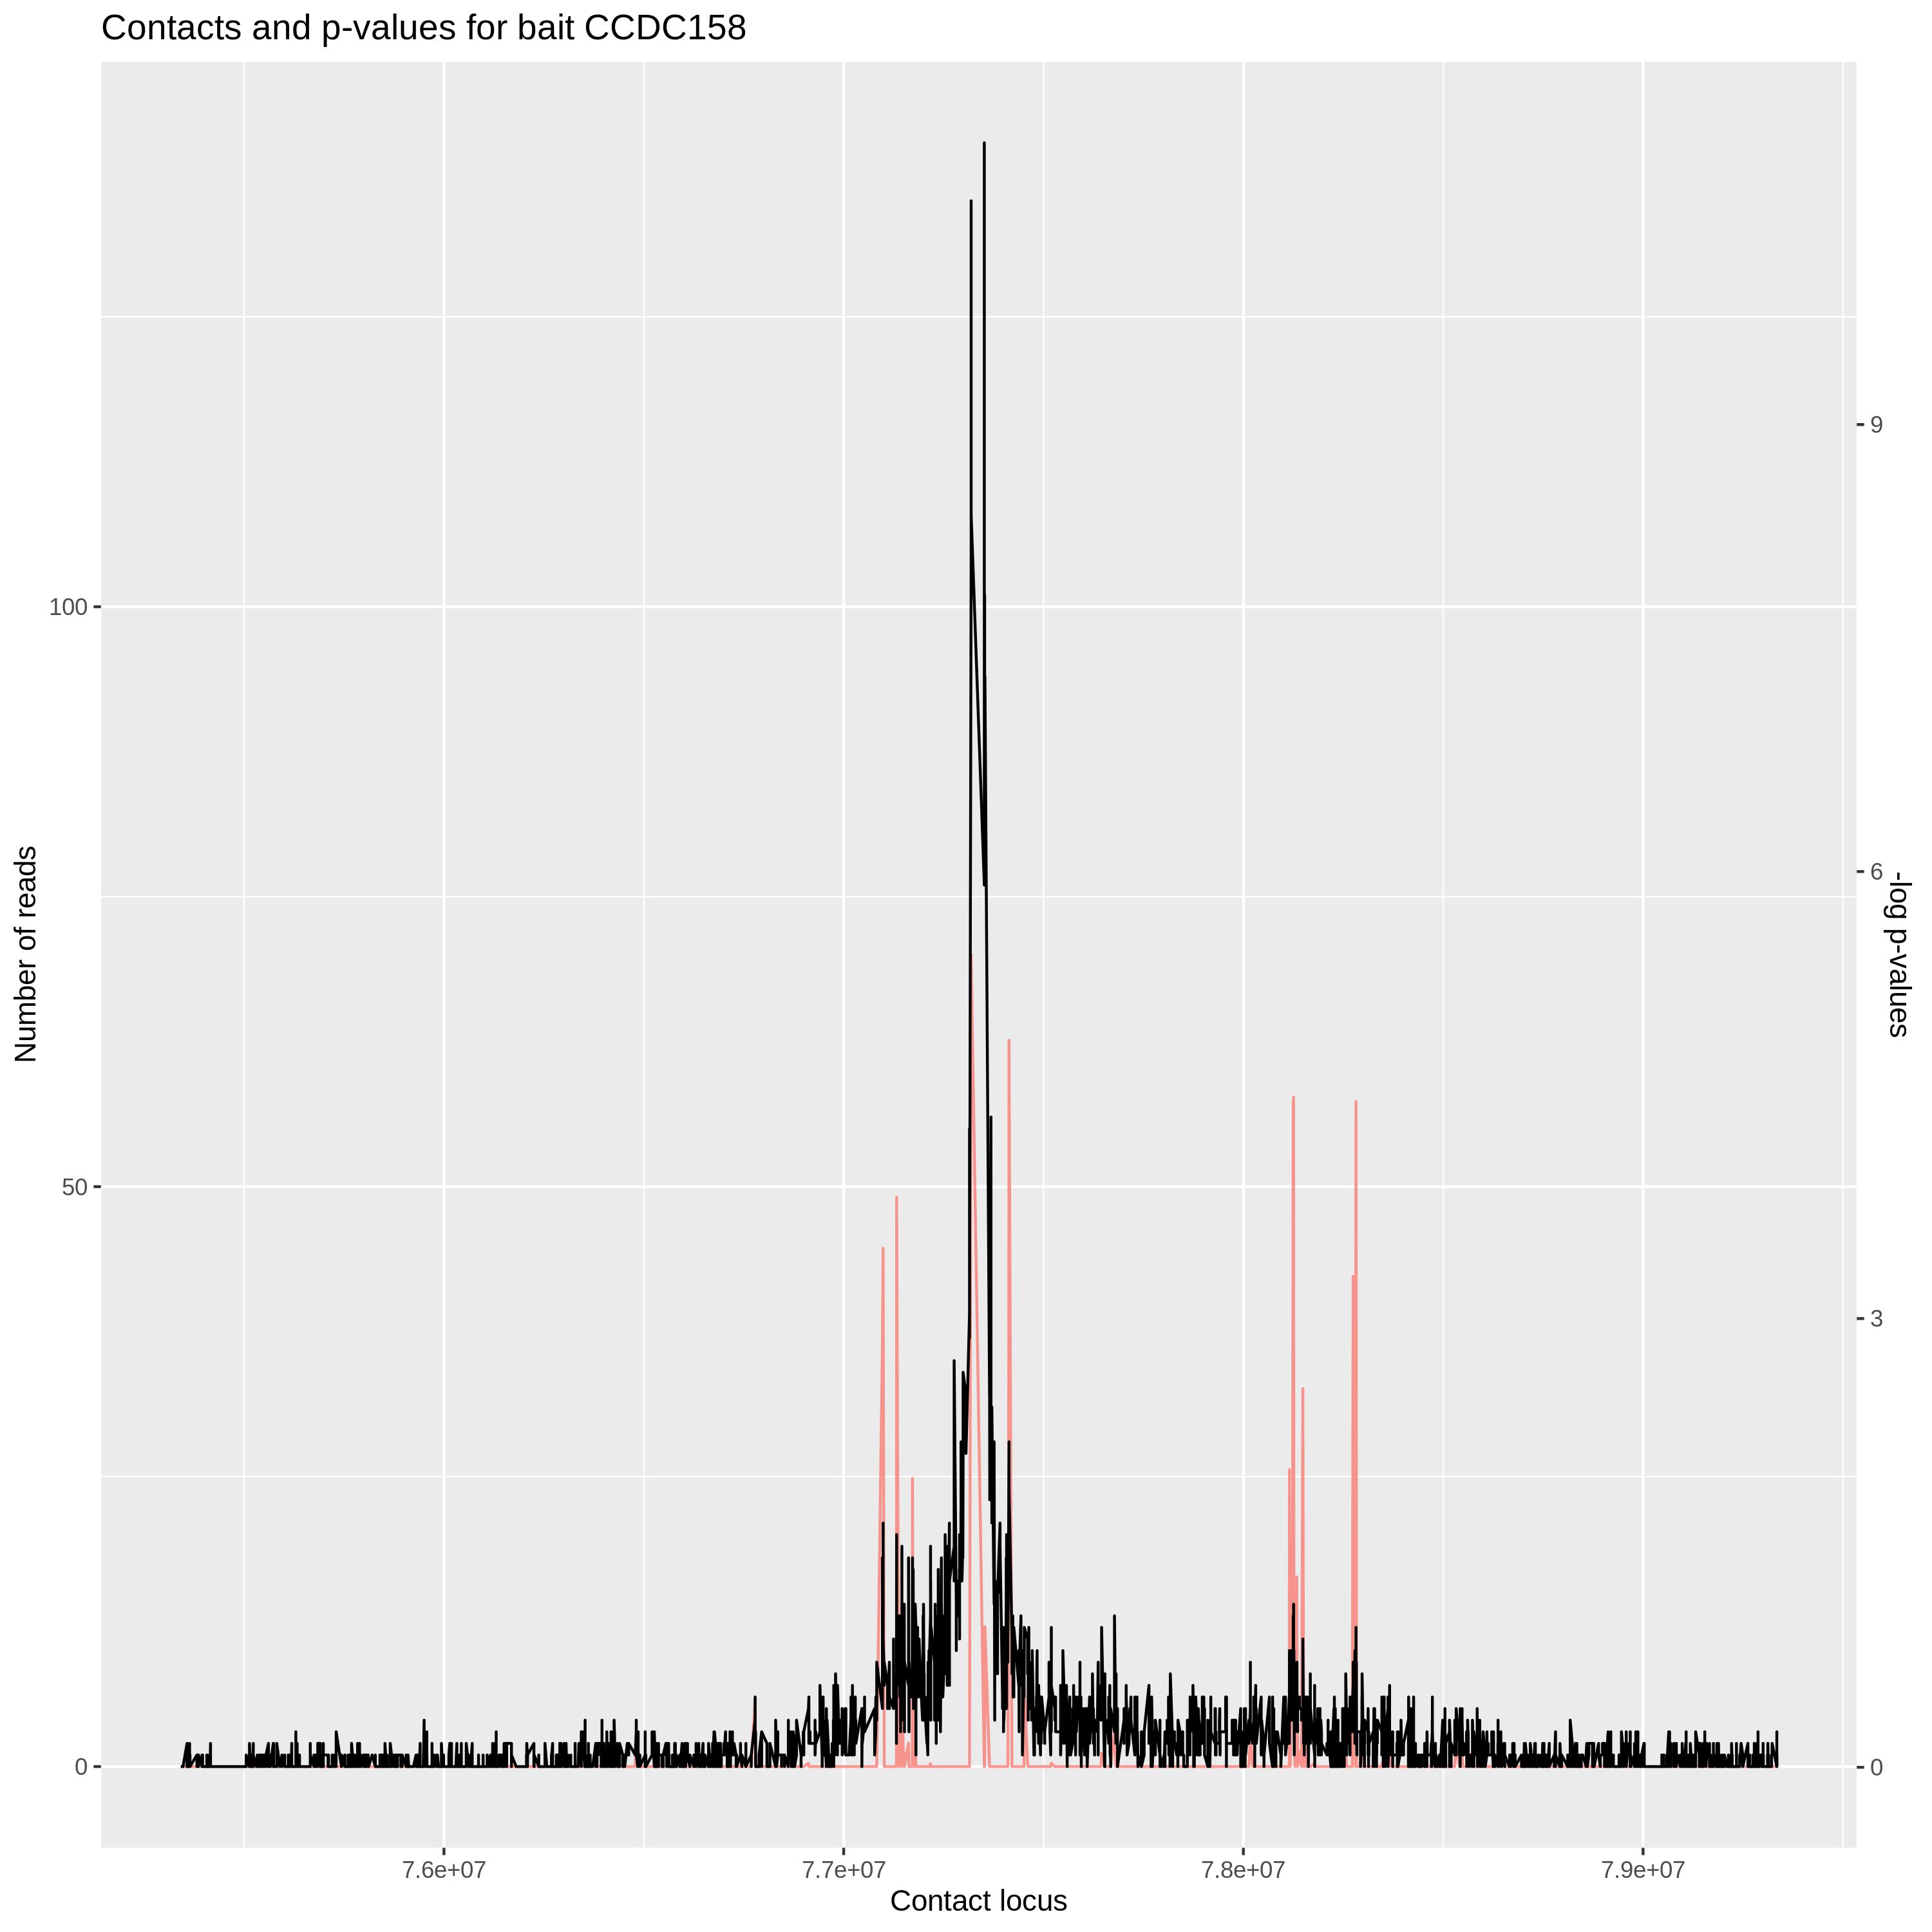 Contacts and p-values for bait CCDC158
Number of reads
100
50
0
9
6
3
0
-log p-values
7.6e+07
7.7e+07
7.8e+07
7.9e+07
Contact locus